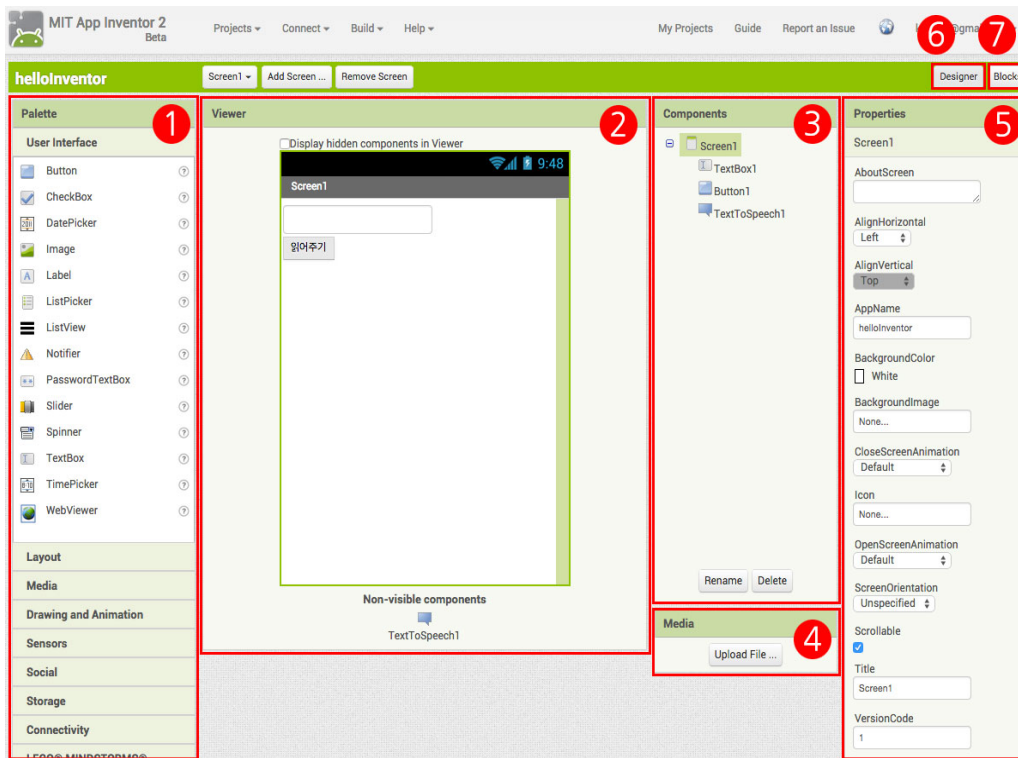 MIT App Inventor 2
Beta
Projects
Connect
Build
Help
My Projects
Guide
Report an Issue
@gma
6
7
helloInventor
Screen1
Add Screen ...
Remove Screen
Designer
Block
Palette
1
User Interface
Button
CheckBox
DatePicker
Image
Label
ListPicker
ListView
Notifier
PasswordTextBox
Slider
Spinner
TextBox
TimePicker
WebViewer
Layout
Media
Drawing and Animation
Sensors
Social
Storage
Connectivity
LEGO® MINDSTORMS®
Viewer
2
Display hidden components in Viewer
9:48
Screen1
읽어주기
Non-visible components
TextToSpeech1
Components
3
Screen1
TextBox1
Button1
TextToSpeech1
Rename
Delete
Media
4
Upload File ...
Properties
5
Screen1
AboutScreen
AlignHorizontal
Left
AlignVertical
Top
AppName
helloInventor
BackgroundColor
White
BackgroundImage
None...
CloseScreenAnimation
Default
Icon
None...
OpenScreenAnimation
Default
ScreenOrientation
Unspecified
Scrollable
Title
Screen1
VersionCode
1